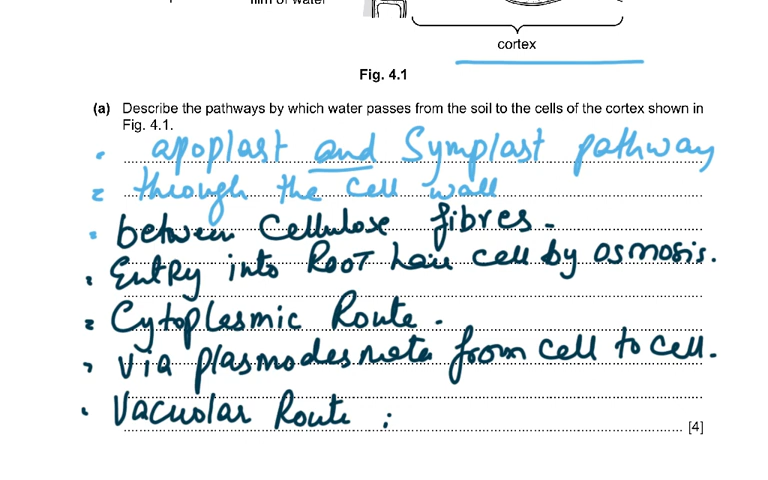 film of water
cortex
Fig. 4.1
(a) Describe the pathways by which water passes from the soil to the cells of the cortex shown in
Fig. 4.1.
• apoplast and Symplast pathway
through the cell wall
• between Cellulose fibres.
• Entry into Root hair cell by osmosis.
Cytoplasmic Route.
via plasmodesmata from cell to cell.
• Vacuolar Route ;
[4]